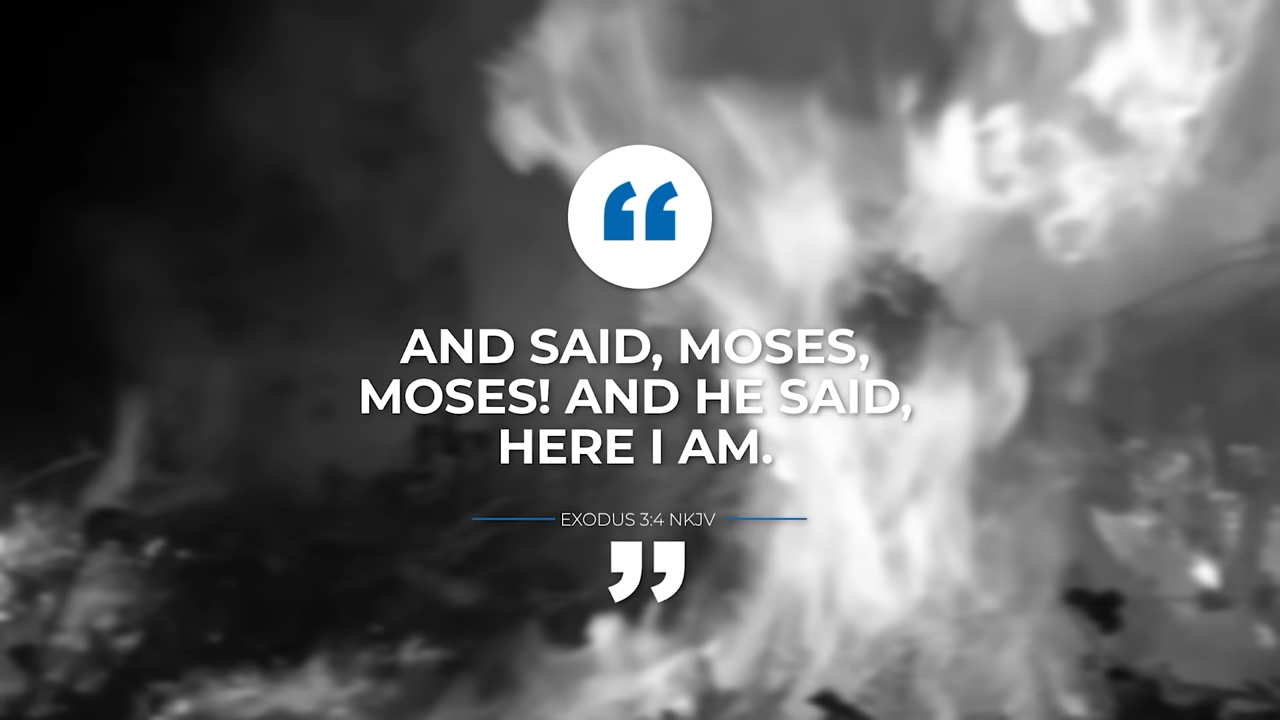 “
AND SAID, MOSES,
MOSES! AND HE SAID,
HERE I AM.
EXODUS 3:4 NKJV
”